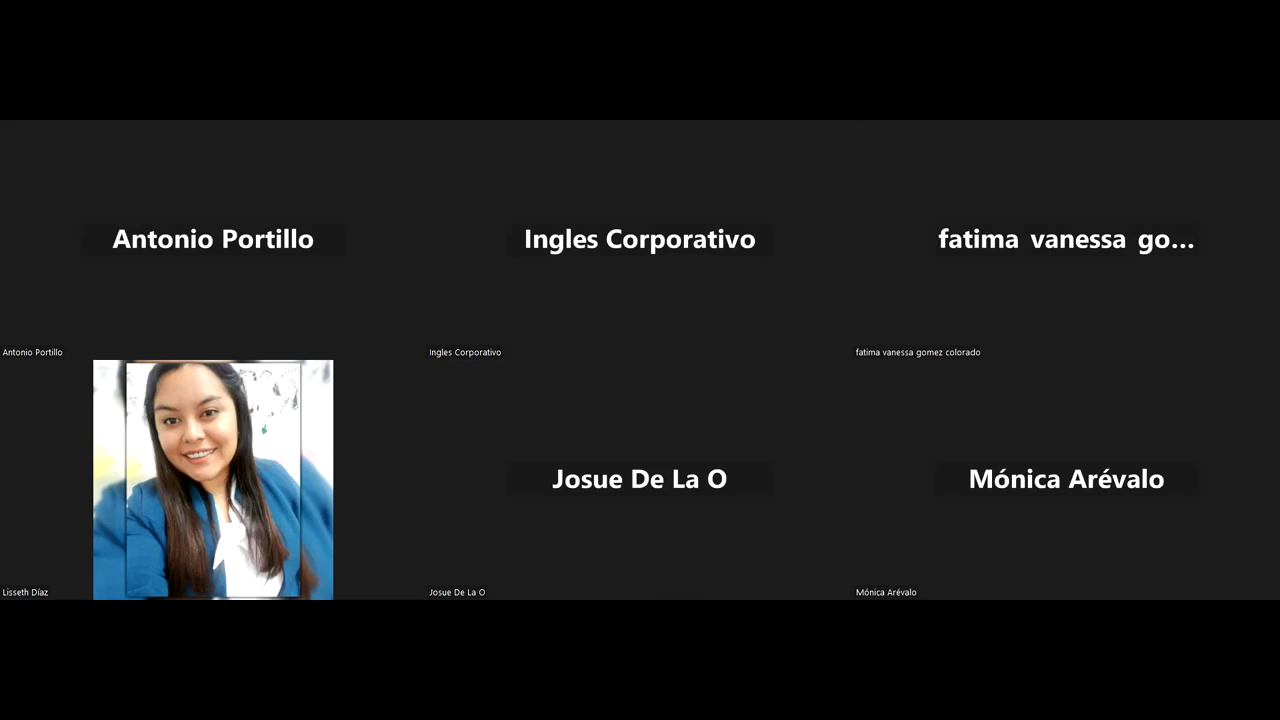 Antonio Portillo
Ingles Corporativo
fatima vanessa go...
Antonio Portillo
Ingles Corporativo
fatima vanessa gomez colorado
Josue De La O
Mónica Arévalo
Lisseth Díaz
Josue De La O
Mónica Arévalo